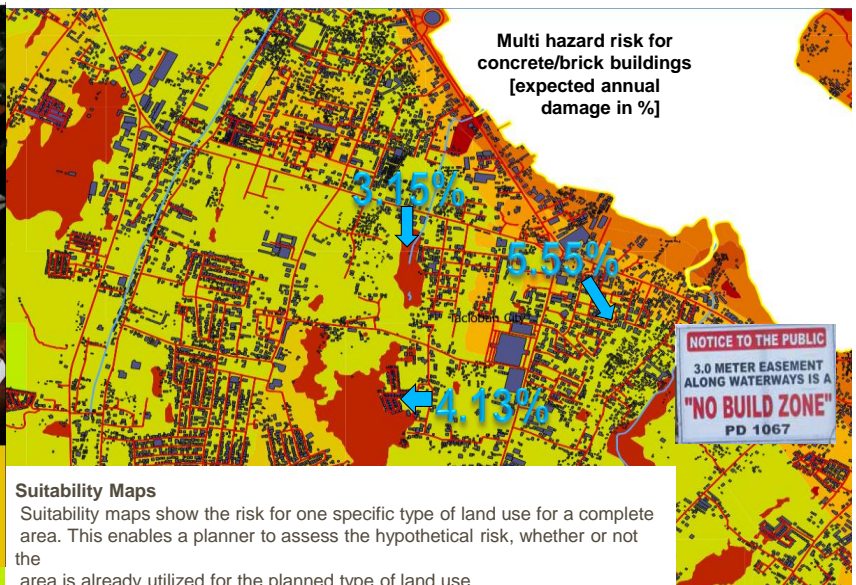 Multi hazard risk for
concrete/brick buildings
[expected annual
damage in %]
3.15%
5.55%
Tacloban City
4.13%
NOTICE TO THE PUBLIC
3.0 METER EASEMENT
ALONG WATERWAYS IS A
"NO BUILD ZONE"
PD 1067
Suitability Maps
Suitability maps show the risk for one specific type of land use for a complete
area. This enables a planner to assess the hypothetical risk, whether or not
the
area is already utilized for the planned type of land use